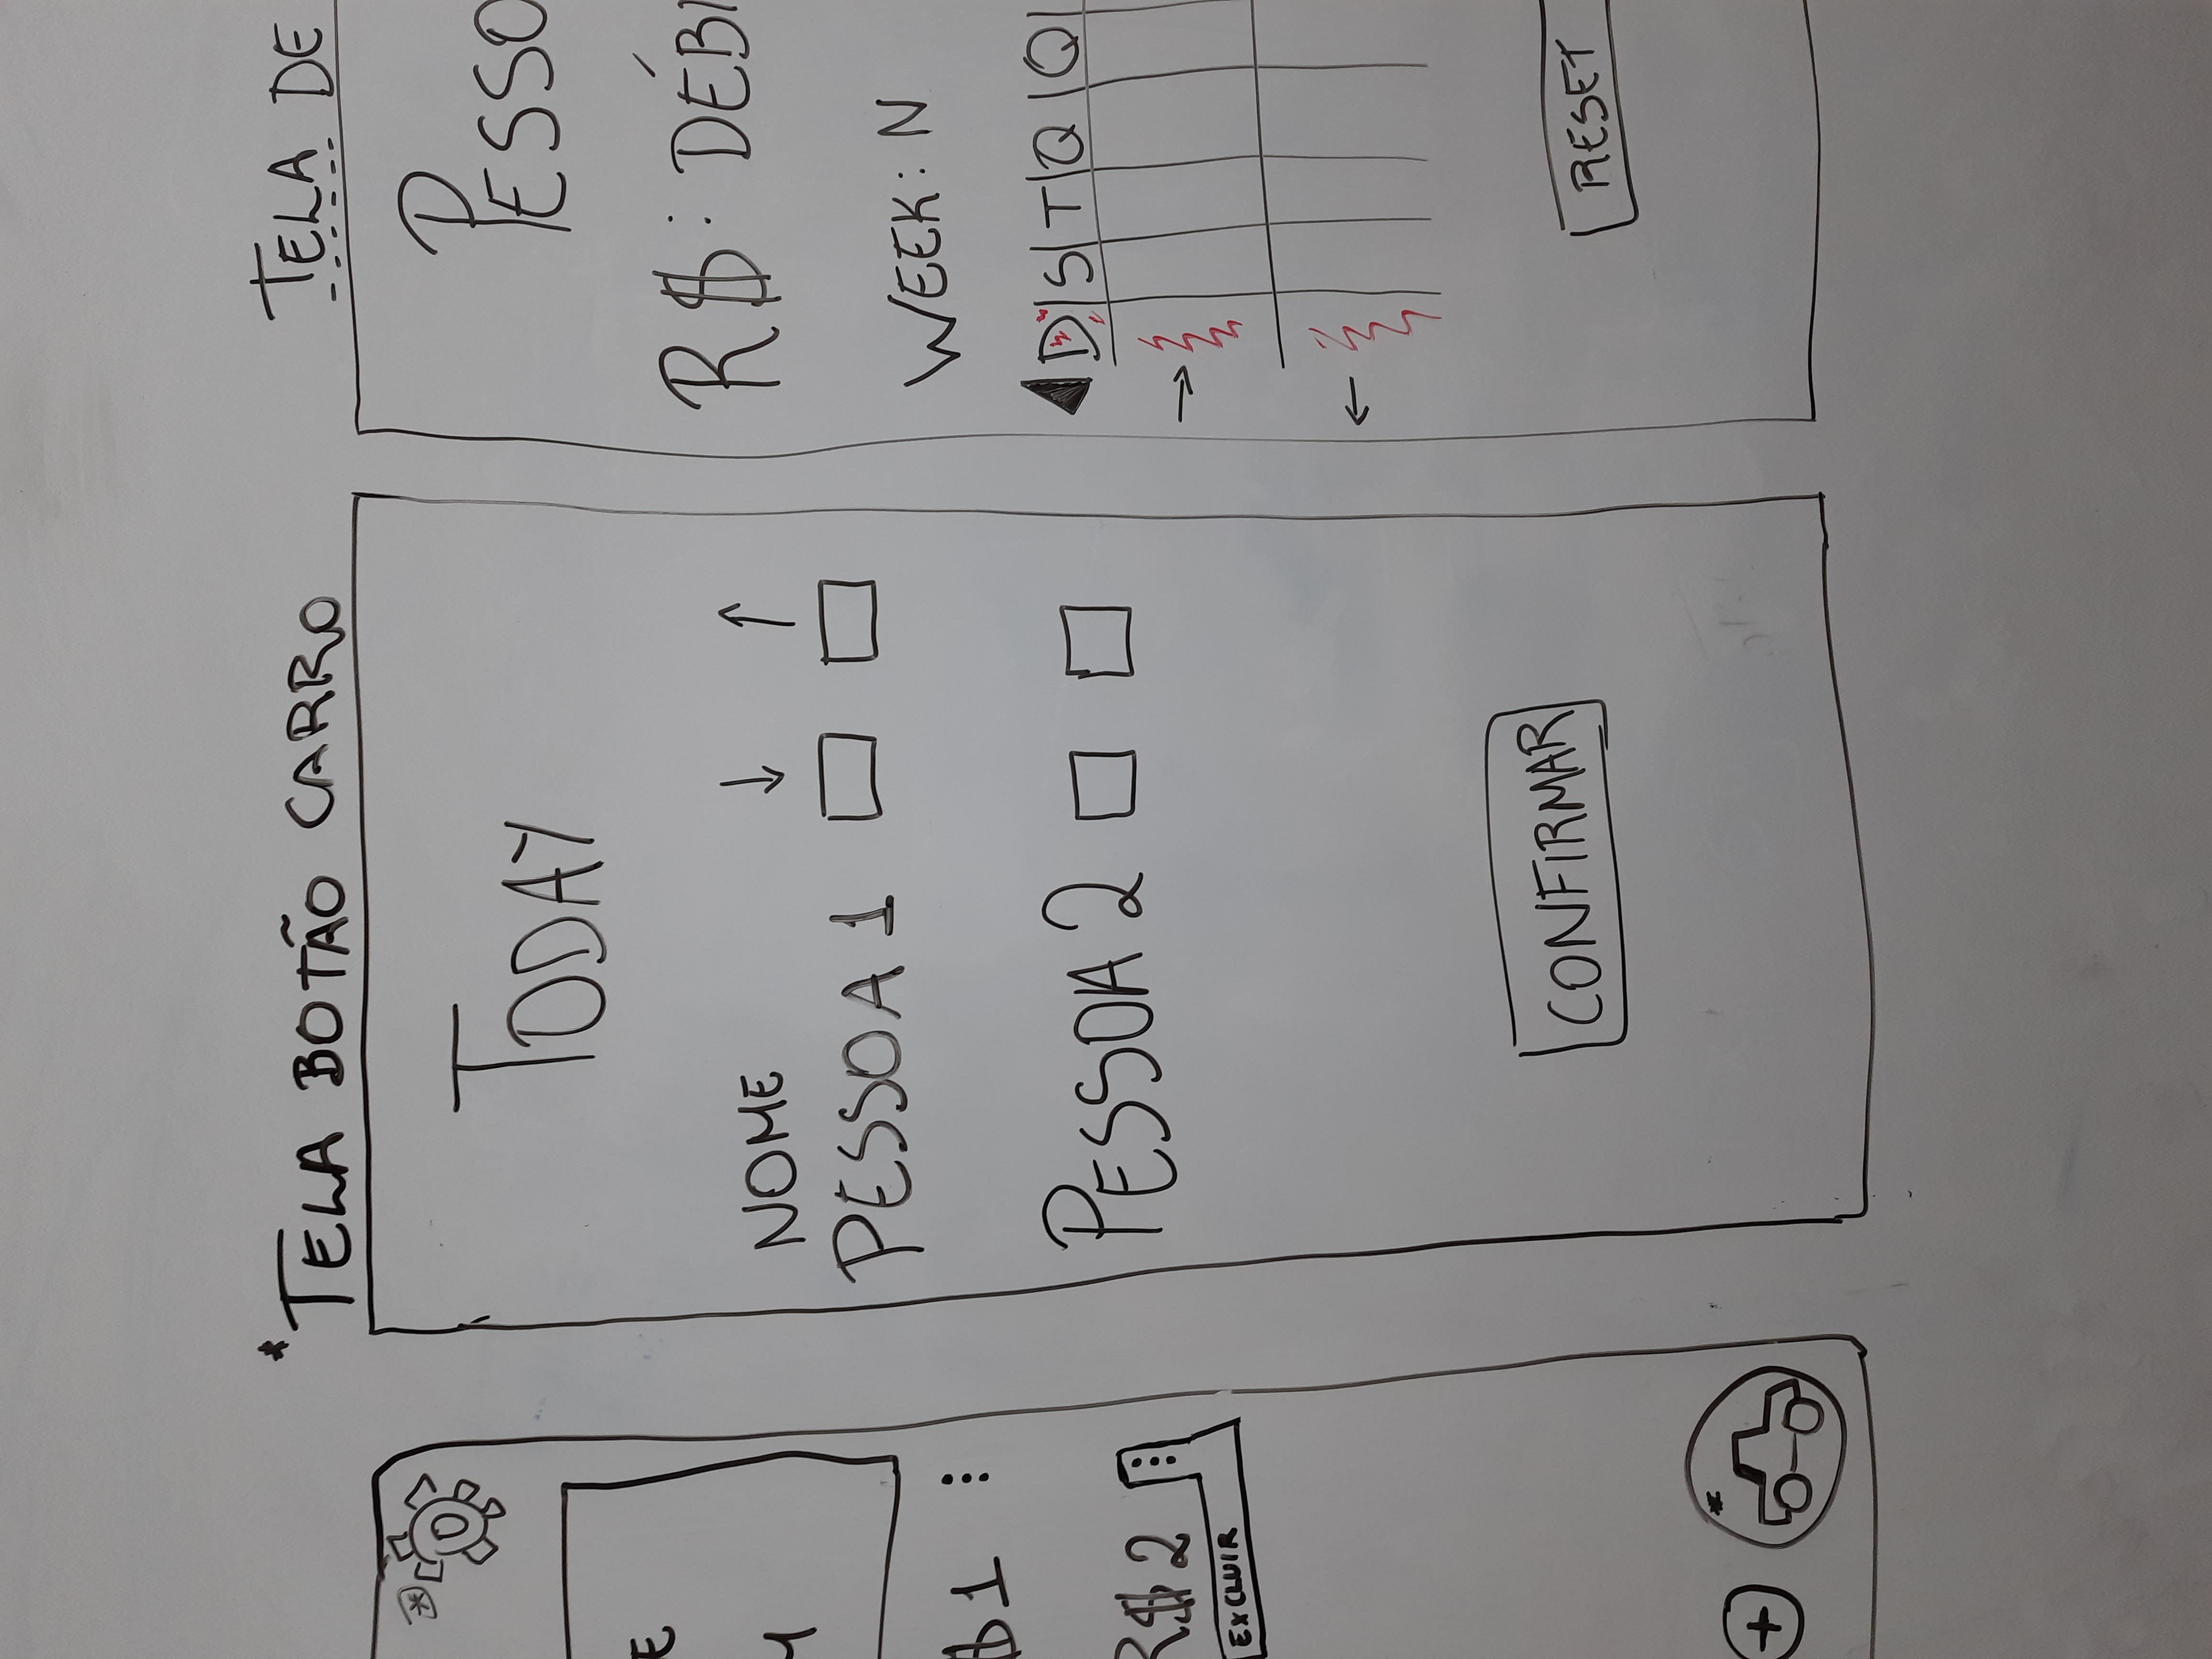 *TELA BOTÃO CARRO
TODAY
NOME ↓ ↑
PESSOA 1
PESSOA 2
CONFIRMAR
$1
R$2
EXCLUIR
+
TELA DE
PESSO
R$: DÉBI
WEEK: N
D S T Q Q
→
←
RESET